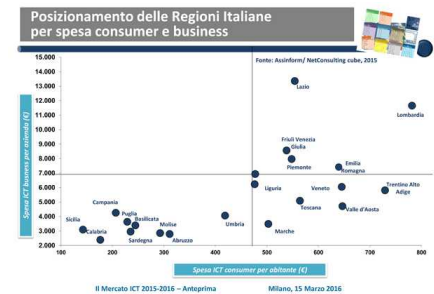 Posizionamento delle Regioni Italiane
per spesa consumer e business
Fonte: Assinform/ NetConsulting cube, 2015
Spesa ICT business per azienda (€)
15.000
14.000
13.000
12.000
11.000
10.000
9.000
8.000
7.000
6.000
5.000
4.000
3.000
2.000
Lazio
Lombardia
Friuli Venezia
Giulia
Piemonte
Emilia
Romagna
Liguria
Veneto
Trentino Alto
Adige
Toscana
Valle d'Aosta
Campania
Puglia
Sicilia
Basilicata
Calabria
Sardegna
Molise
Abruzzo
Umbria
Marche
100
200
300
400
500
600
700
800
Spesa ICT consumer per abitante (€)
Il Mercato ICT 2015-2016 – Anteprima
Milano, 15 Marzo 2016